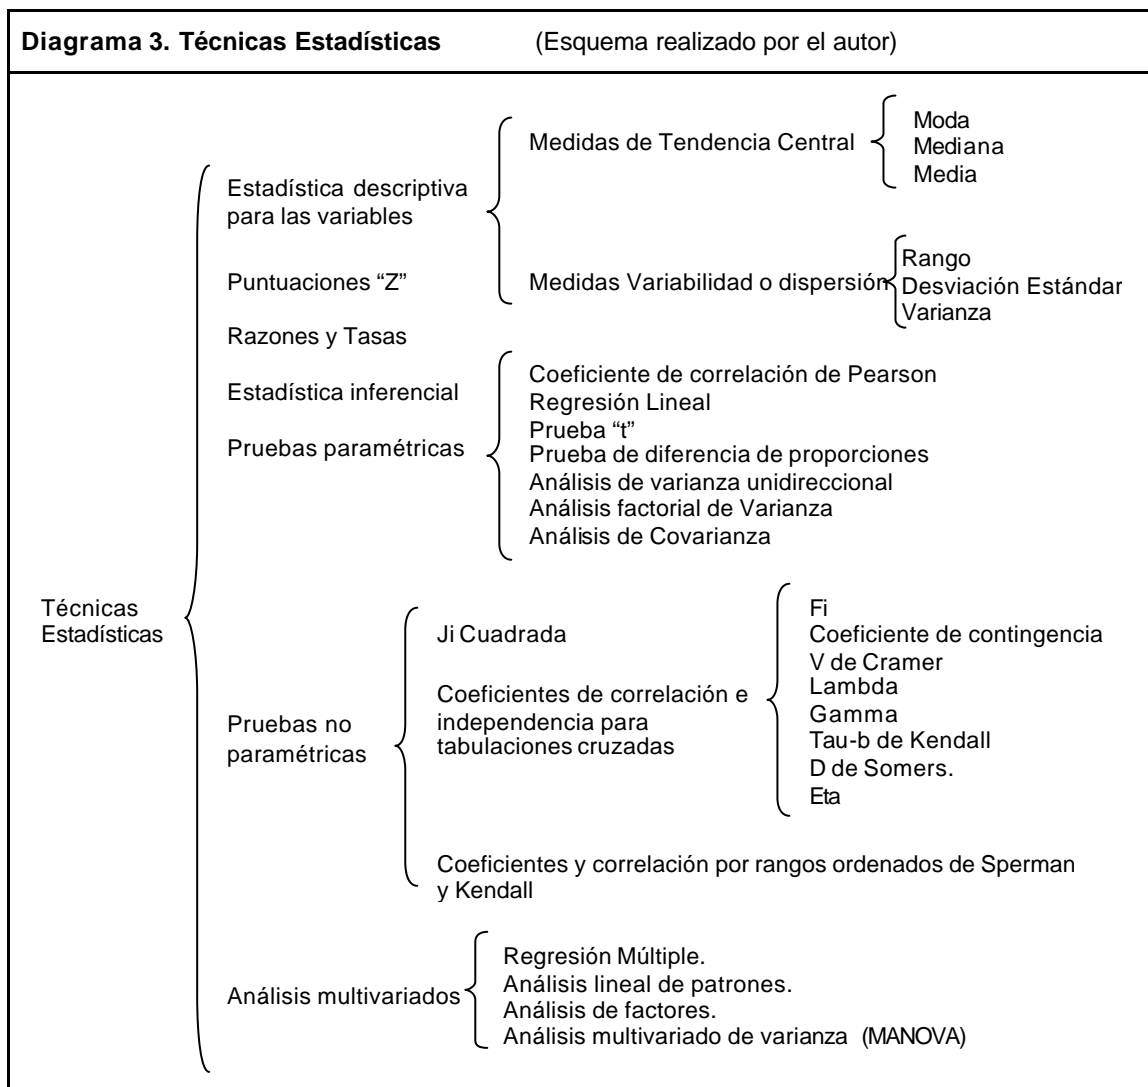 Diagrama 3. Técnicas Estadísticas (Esquema realizado por el autor)
Técnicas
Estadísticas
Estadística descriptiva
para las variables
Medidas de Tendencia Central
Moda
Mediana
Media
Medidas Variabilidad o dispersión
Rango
Desviación Estándar
Varianza
Puntuaciones “Z”
Razones y Tasas
Estadística inferencial
Pruebas paramétricas
Coeficiente de correlación de Pearson
Regresión Lineal
Prueba “t”
Prueba de diferencia de proporciones
Análisis de varianza unidireccional
Análisis factorial de Varianza
Análisis de Covarianza
Pruebas no
paramétricas
Ji Cuadrada
Coeficientes de correlación e
independencia para
tabulaciones cruzadas
Fi
Coeficiente de contingencia
V de Cramer
Lambda
Gamma
Tau-b de Kendall
D de Somers.
Eta
Coeficientes y correlación por rangos ordenados de Sperman
y Kendall
Análisis multivariados
Regresión Múltiple.
Análisis lineal de patrones.
Análisis de factores.
Análisis multivariado de varianza (MANOVA)